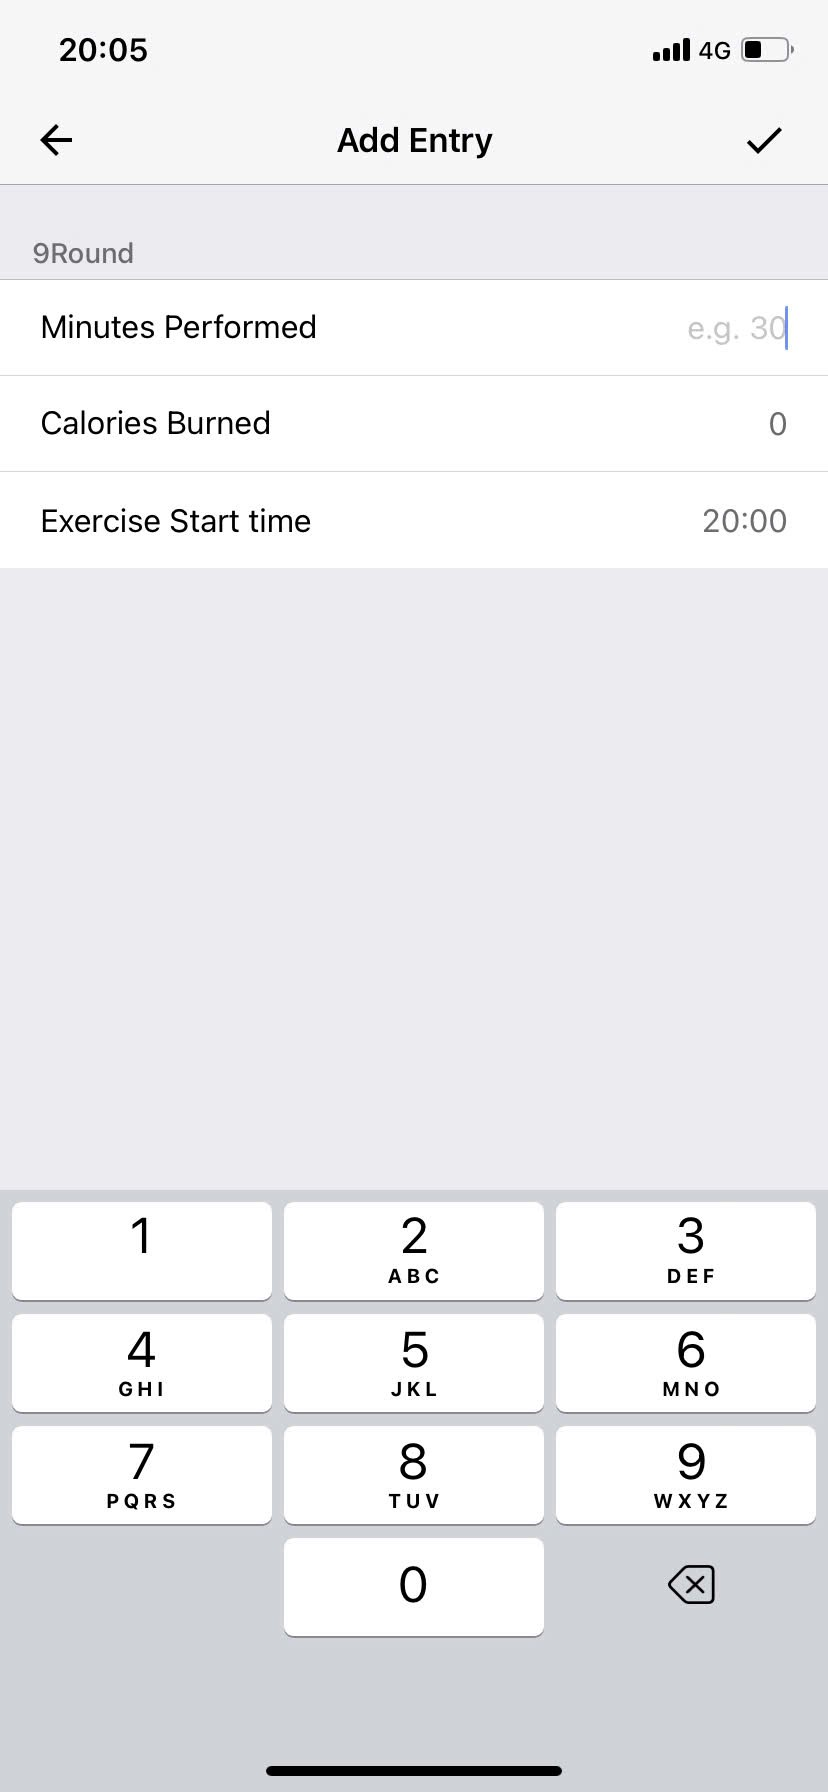 20:05 4G
Add Entry
9Round
Minutes Performed e.g. 30
Calories Burned 0
Exercise Start time 20:00
1 2 3
ABC DEF
4 5 6
GHI JKL MNO
7 8 9
PQRS TUV WXYZ
0